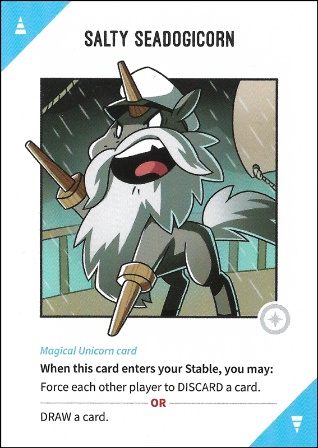 SALTY SEADOGICORN
Magical Unicorn card
When this card enters your Stable, you may:
Force each other player to DISCARD a card.
OR
DRAW a card.